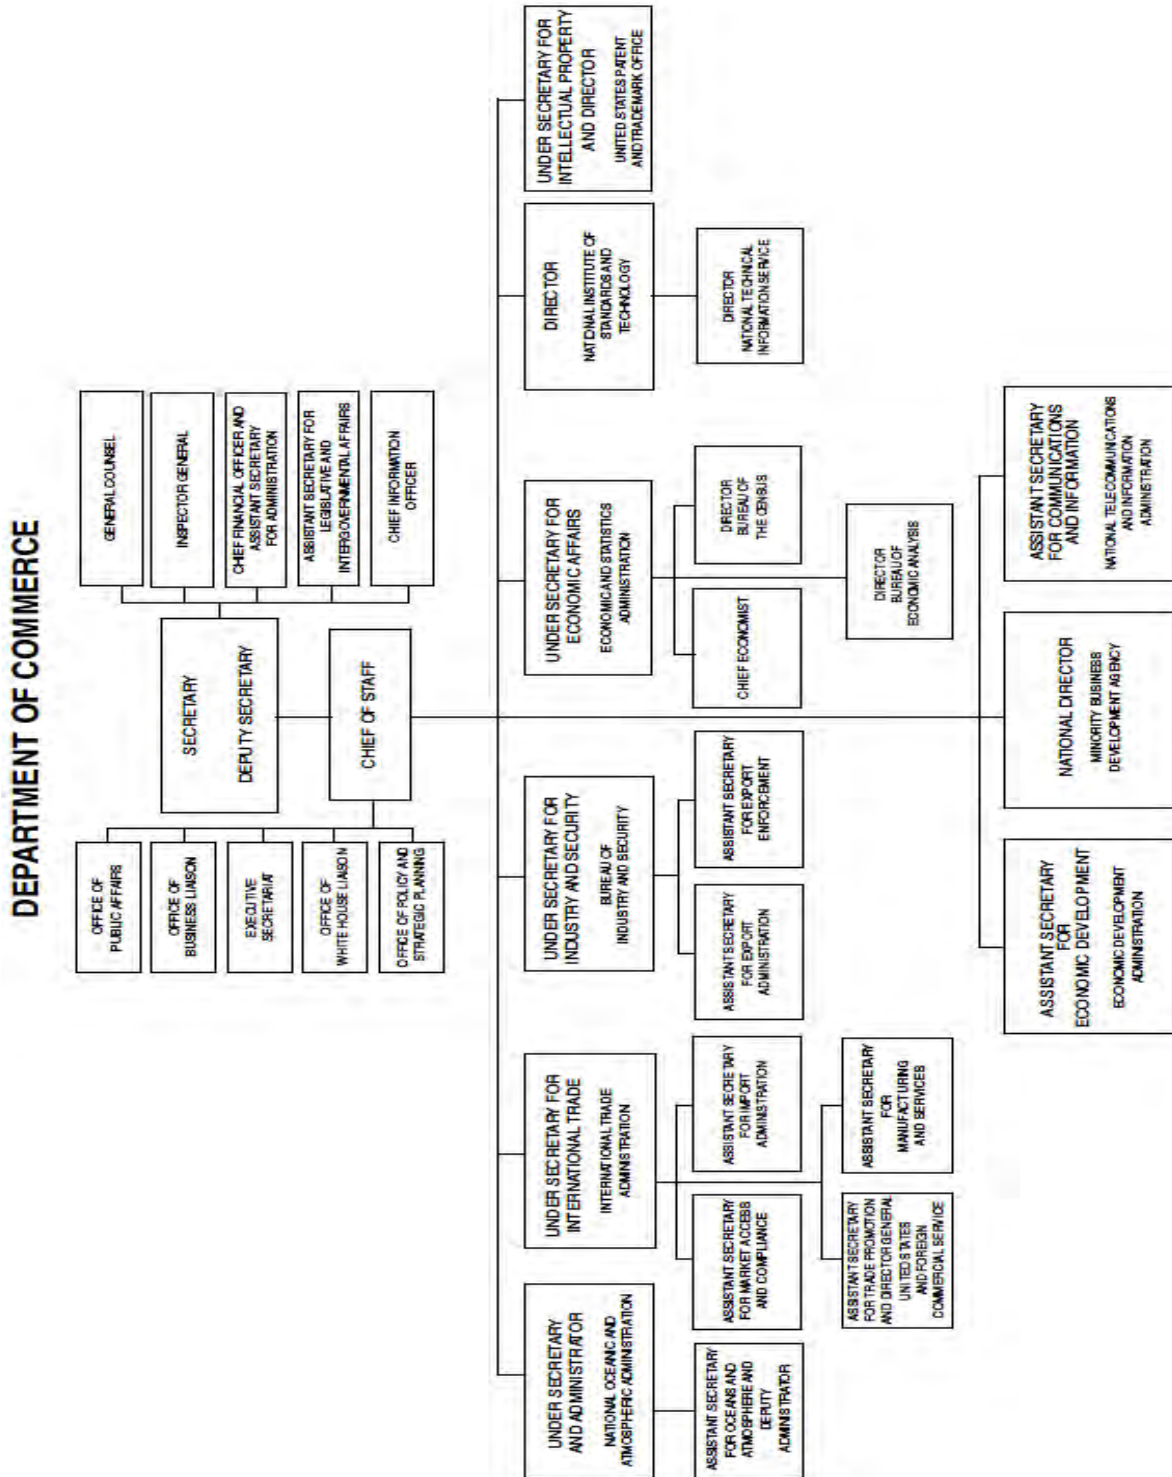 DEPARTMENT OF COMMERCE
OFFICE OF
PUBLIC AFFAIRS
OFFICE OF
BUSINESS LIAISON
EXECUTIVE
SECRETARIAT
OFFICE OF
WHITE HOUSE LIAISON
OFFICE OF POLICY AND
STRATEGIC PLANNING
SECRETARY
DEPUTY SECRETARY
CHIEF OF STAFF
GENERAL COUNSEL
INSPECTOR GENERAL
CHIEF FINANCIAL OFFICER AND
ASSISTANT SECRETARY
FOR ADMINISTRATION
ASSISTANT SECRETARY FOR
LEGISLATIVE AND
INTERGOVERNMENTAL AFFAIRS
CHIEF INFORMATION
OFFICER
UNDER SECRETARY
AND ADMINISTRATOR
NATIONAL OCEANIC AND
ATMOSPHERIC ADMINISTRATION
UNDER SECRETARY FOR
INTERNATIONAL TRADE
INTERNATIONAL TRADE
ADMINISTRATION
UNDER SECRETARY FOR
INDUSTRY AND SECURITY
BUREAU OF
INDUSTRY AND SECURITY
UNDER SECRETARY FOR
ECONOMIC AFFAIRS
ECONOMIC AND STATISTICS
ADMINISTRATION
DIRECTOR
NATIONAL INSTITUTE OF
STANDARDS AND
TECHNOLOGY
UNDER SECRETARY FOR
INTELLECTUAL PROPERTY
AND DIRECTOR
UNITED STATES PATENT
AND TRADEMARK OFFICE
ASSISTANT SECRETARY
FOR OCEANS AND
ATMOSPHERE AND
DEPUTY
ADMINISTRATOR
ASSISTANT SECRETARY
FOR MARKET ACCESS
AND COMPLIANCE
ASSISTANT SECRETARY
FOR IMPORT
ADMINISTRATION
ASSISTANT SECRETARY
FOR EXPORT
ADMINISTRATION
ASSISTANT SECRETARY
FOR EXPORT
ENFORCEMENT
CHIEF ECONOMIST
DIRECTOR
BUREAU OF
THE CENSUS
DIRECTOR
NATIONAL TECHNICAL
INFORMATION SERVICE
ASSISTANT SECRETARY
FOR TRADE PROMOTION
AND DIRECTOR GENERAL
UNITED STATES
AND FOREIGN
COMMERCIAL SERVICE
ASSISTANT SECRETARY
FOR
MANUFACTURING
AND SERVICES
DIRECTOR
BUREAU OF
ECONOMIC ANALYSIS
ASSISTANT SECRETARY
FOR
ECONOMIC DEVELOPMENT
ECONOMIC DEVELOPMENT
ADMINISTRATION
NATIONAL DIRECTOR
MINORITY BUSINESS
DEVELOPMENT AGENCY
ASSISTANT SECRETARY
FOR COMMUNICATIONS
AND INFORMATION
NATIONAL TELECOMMUNICATIONS
AND INFORMATION
ADMINISTRATION